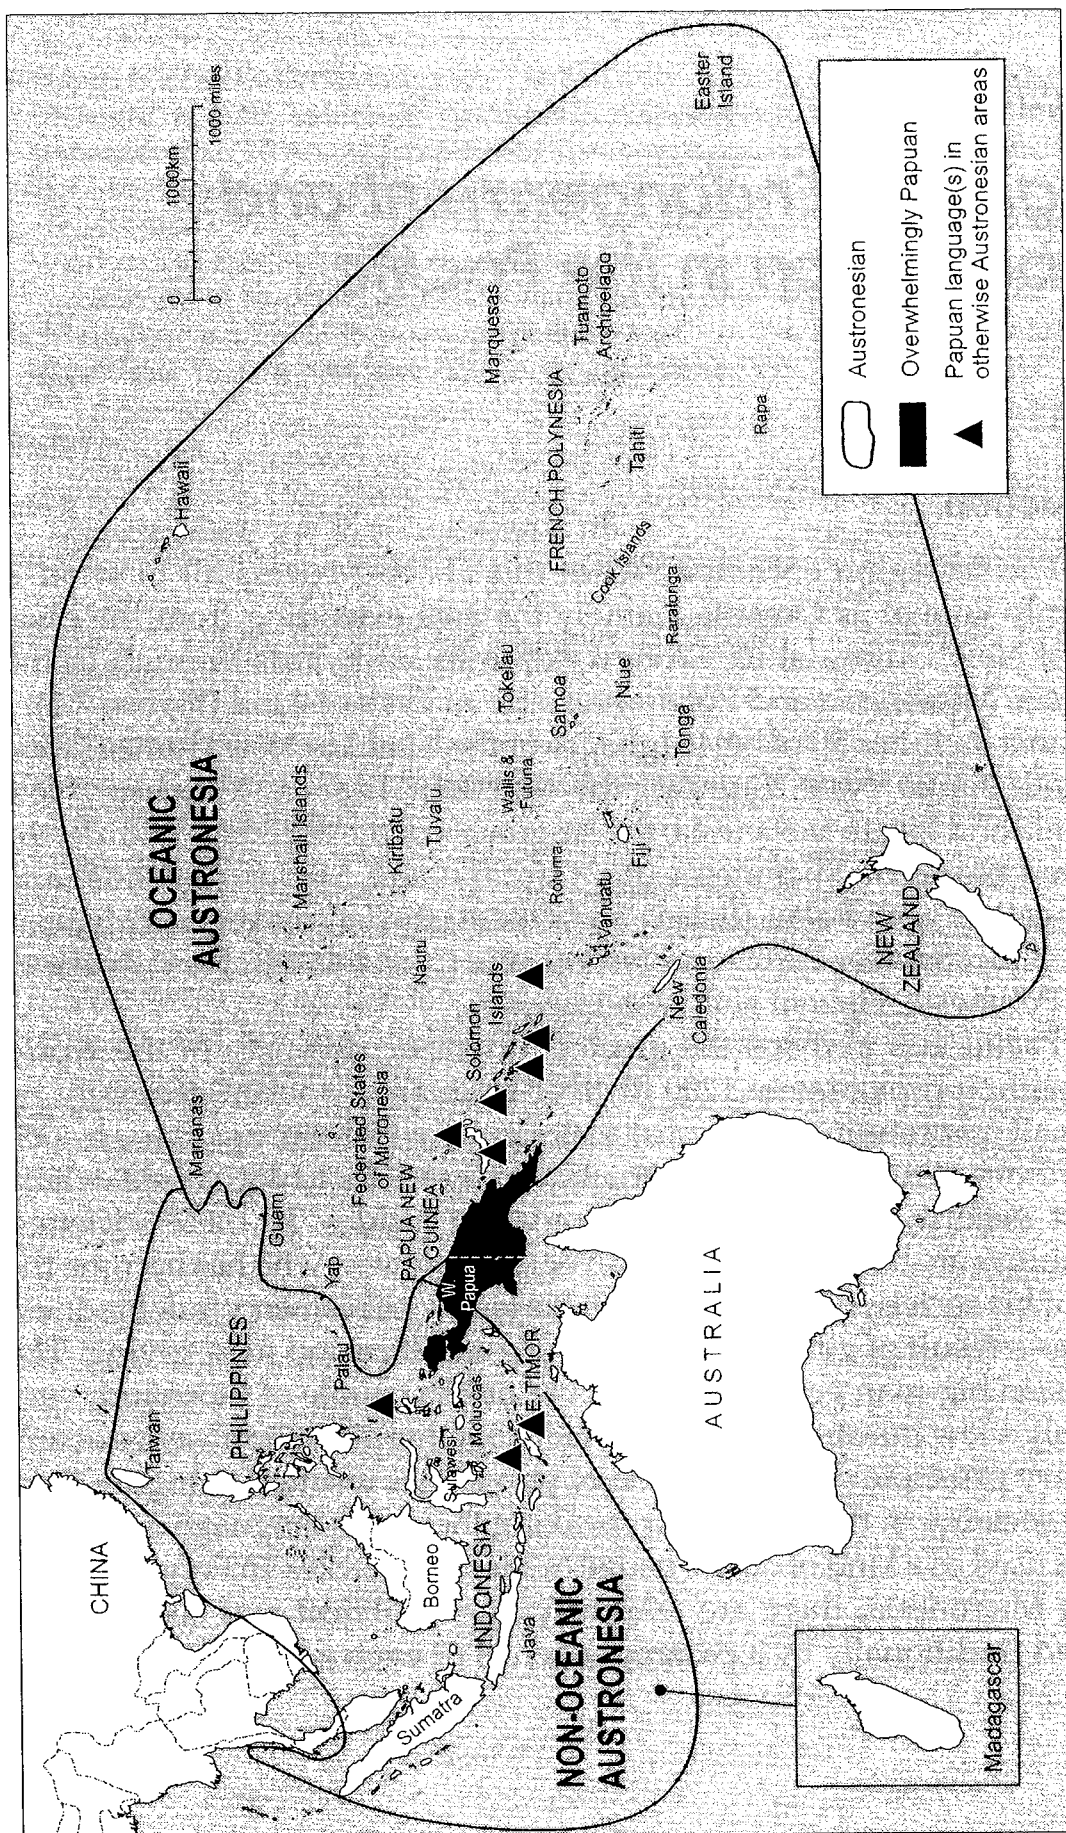 0 1000km
0 1000 miles
OCEANIC
AUSTRONESIA
NON-OCEANIC
AUSTRONESIA
CHINA
Taiwan
PHILIPPINES
Marianas
Guam
Yap
Palau
Federated States
of Micronesia
Marshall Islands
Hawaii
Kiribatu
Tuvalu
Nauru
PAPUA NEW
GUINEA
W.
Papua
Solomon
Islands
Borneo
Sulawesi
Moluccas
INDONESIA
Sumatra
Java
E TIMOR
Rotuma
Wallis &
Futuna
Tokelau
Samoa
Vanuatu
Fiji
Niue
Tonga
Cook Islands
Raratonga
FRENCH POLYNESIA
Marquesas
Tuamoto
Archipelago
Tahiti
Rapa
Easter
Island
New
Caledonia
NEW
ZEALAND
AUSTRALIA
Madagascar
Austronesian
Overwhelmingly Papuan
Papuan language(s) in
otherwise Austronesian areas